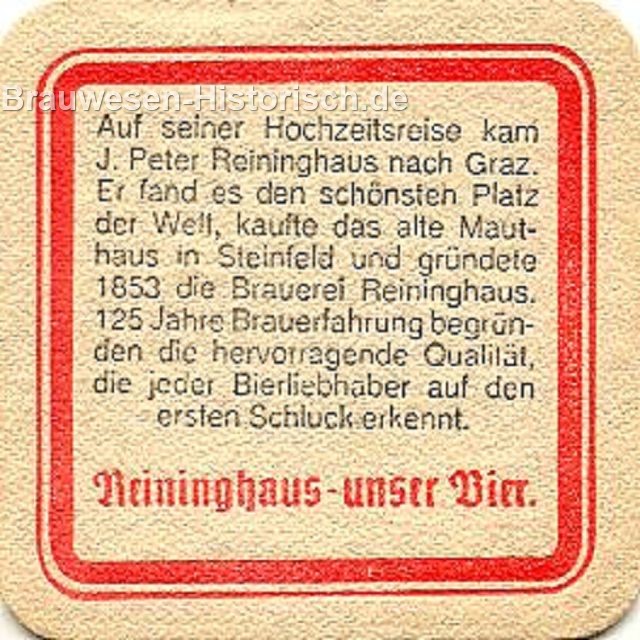 Brauwesen-Historisch.de
Auf seiner Hochzeitsreise kam
J. Peter Reininghaus nach Graz.
Er fand es den schönsten Platz
der Welt, kaufte das alte Maut-
haus in Steinfeld und gründete
1853 die Brauerei Reininghaus.
125 Jahre Brauerfahrung begrün-
den die hervorragende Qualität,
die jeder Bierliebhaber auf den
ersten Schluck erkennt.
Reininghaus-unser Bier.